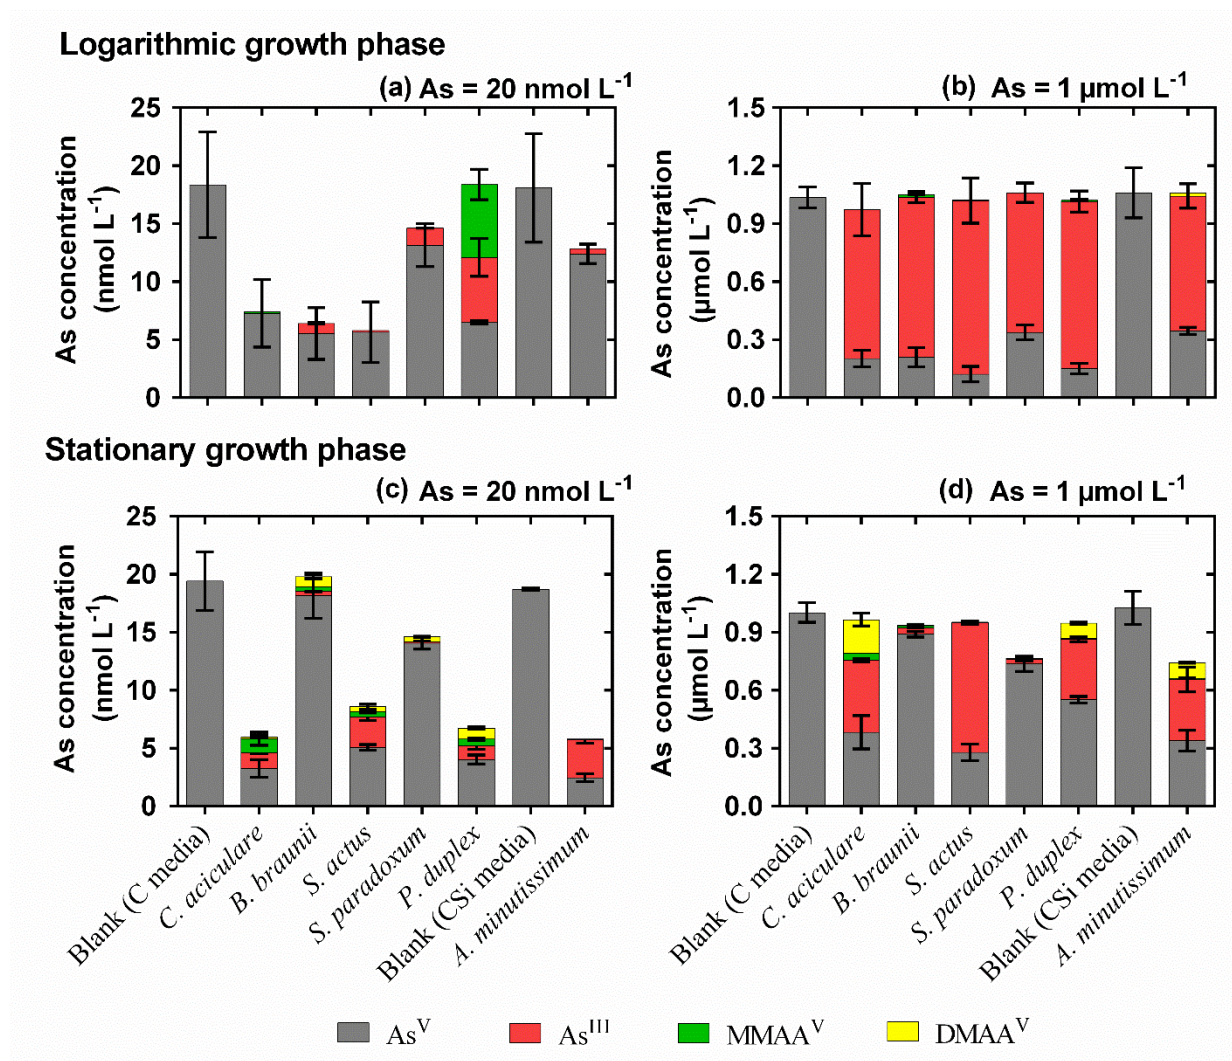 Logarithmic growth phase
(a) As = 20 nmol L-1
(b) As = 1 µmol L-1
As concentration
(nmol L-1)
25
20
15
10
5
0
As concentration
(µmol L-1)
1.5
1.2
0.9
0.6
0.3
0.0
Stationary growth phase
(c) As = 20 nmol L-1
(d) As = 1 µmol L-1
As concentration
(nmol L-1)
25
20
15
10
5
0
As concentration
(µmol L-1)
1.5
1.2
0.9
0.6
0.3
0.0
Blank (C media)
C. aciculare
B. braunii
S. actus
S. paradoxum
P. duplex
Blank (CSi media)
A. minutissimum
Blank (C media)
C. aciculare
B. braunii
S. actus
S. paradoxum
P. duplex
Blank (CSi media)
A. minutissimum
AsV
AsIII
MMAAV
DMAAV